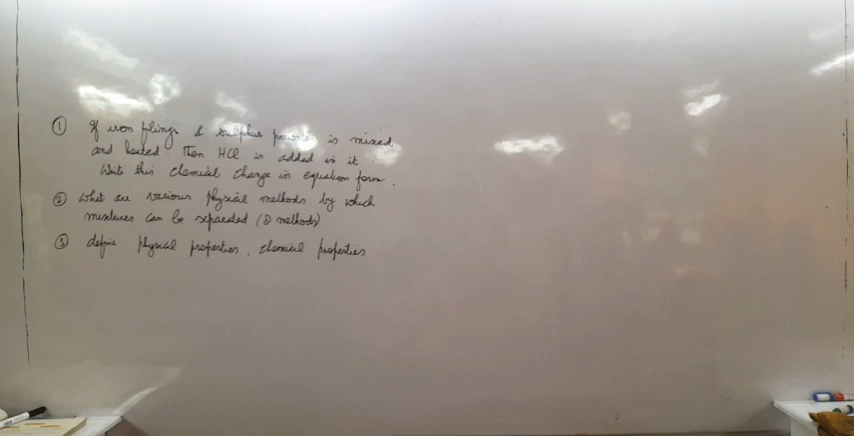 ① If iron filings & sulphur powder is mixed
and heated. Then HCl is added in it
Write this chemical change in equation form.
② What are various physical methods by which
mixtures can be separated (8 methods)
③ define physical properties, chemical properties